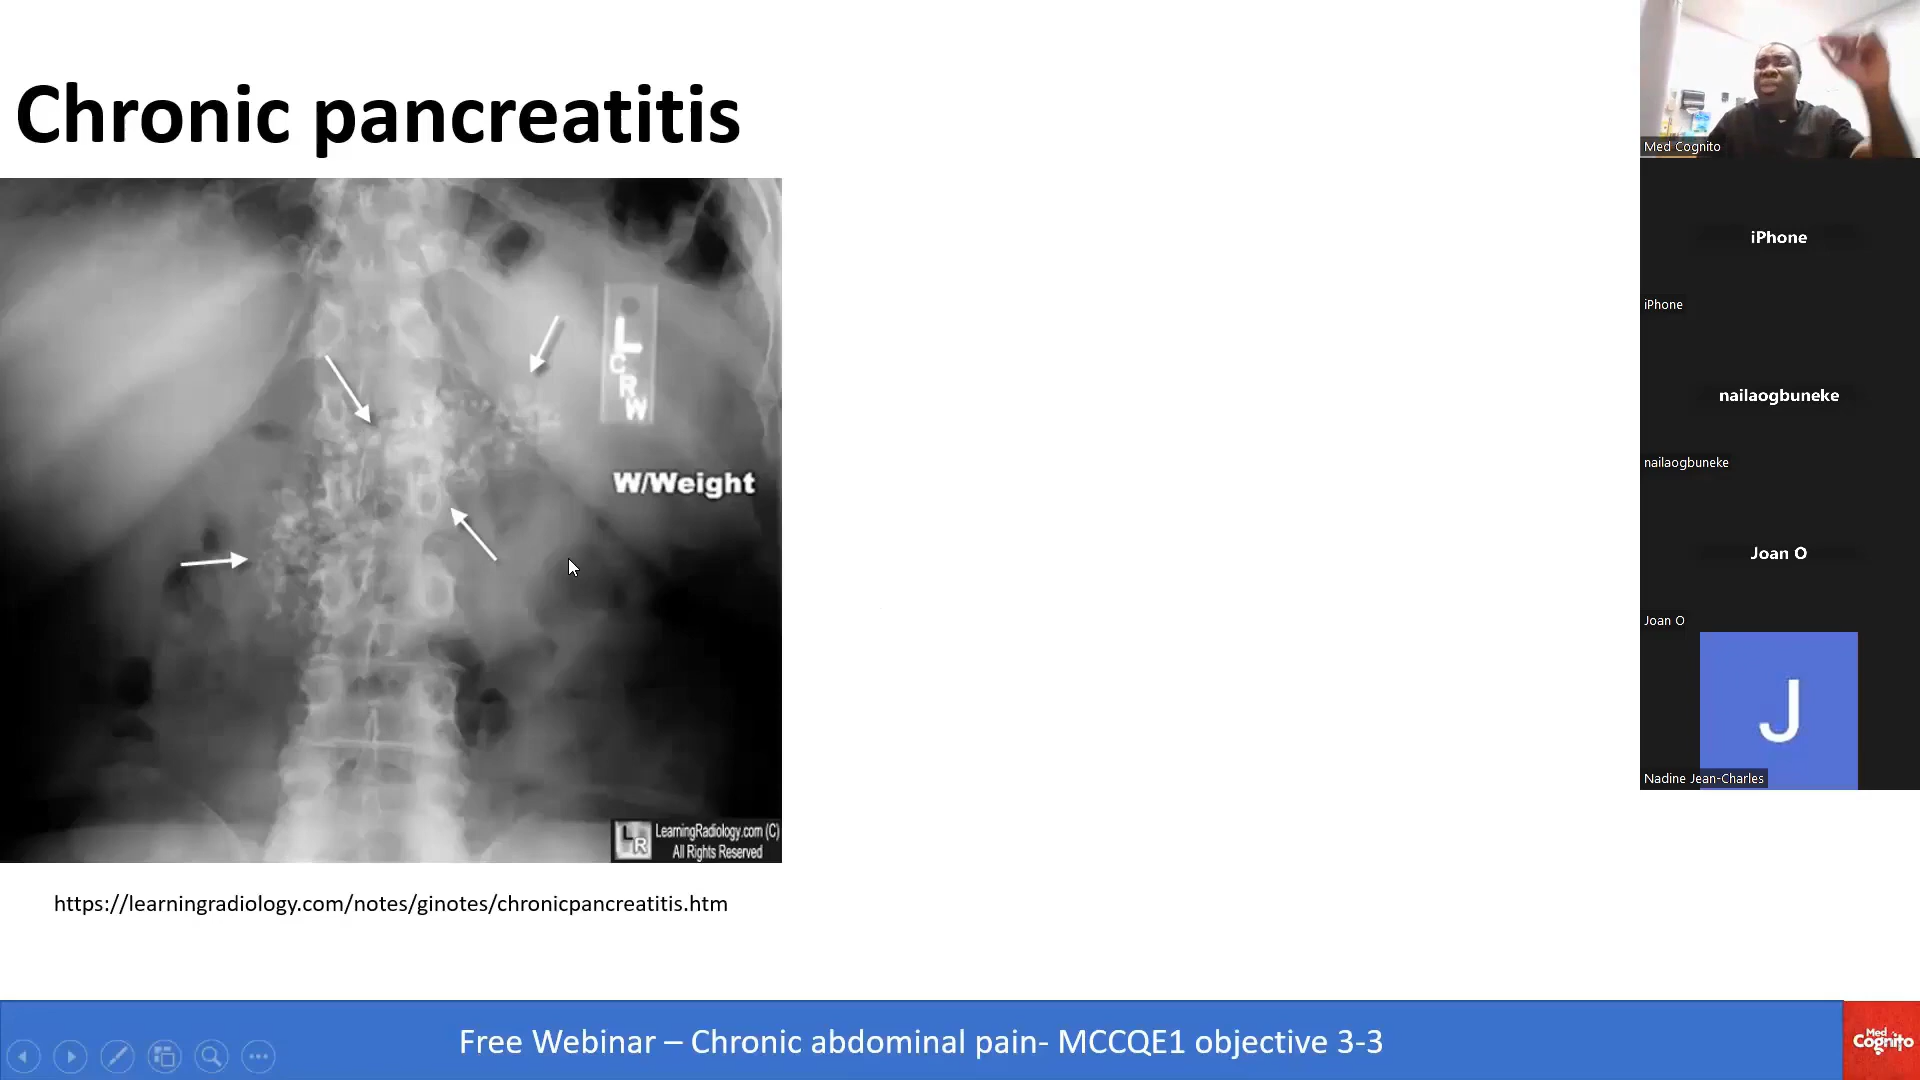 Chronic pancreatitis
L
C
R
W
W/Weight
LR
LearningRadiology.com (C)
All Rights Reserved
https://learningradiology.com/notes/ginotes/chronicpancreatitis.htm
Free Webinar – Chronic abdominal pain- MCCQE1 objective 3-3
Med
Cognito
Med Cognito
iPhone
iPhone
nailaogbuneke
nailaogbuneke
Joan O
Joan O
J
Nadine Jean-Charles